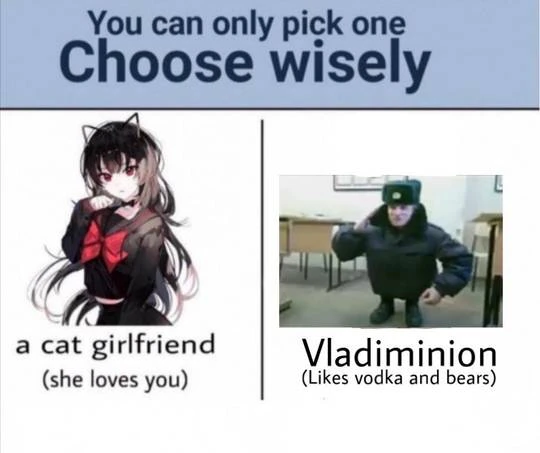 You can only pick one
Choose wisely
a cat girlfriend
(she loves you)
Vladiminion
(Likes vodka and bears)